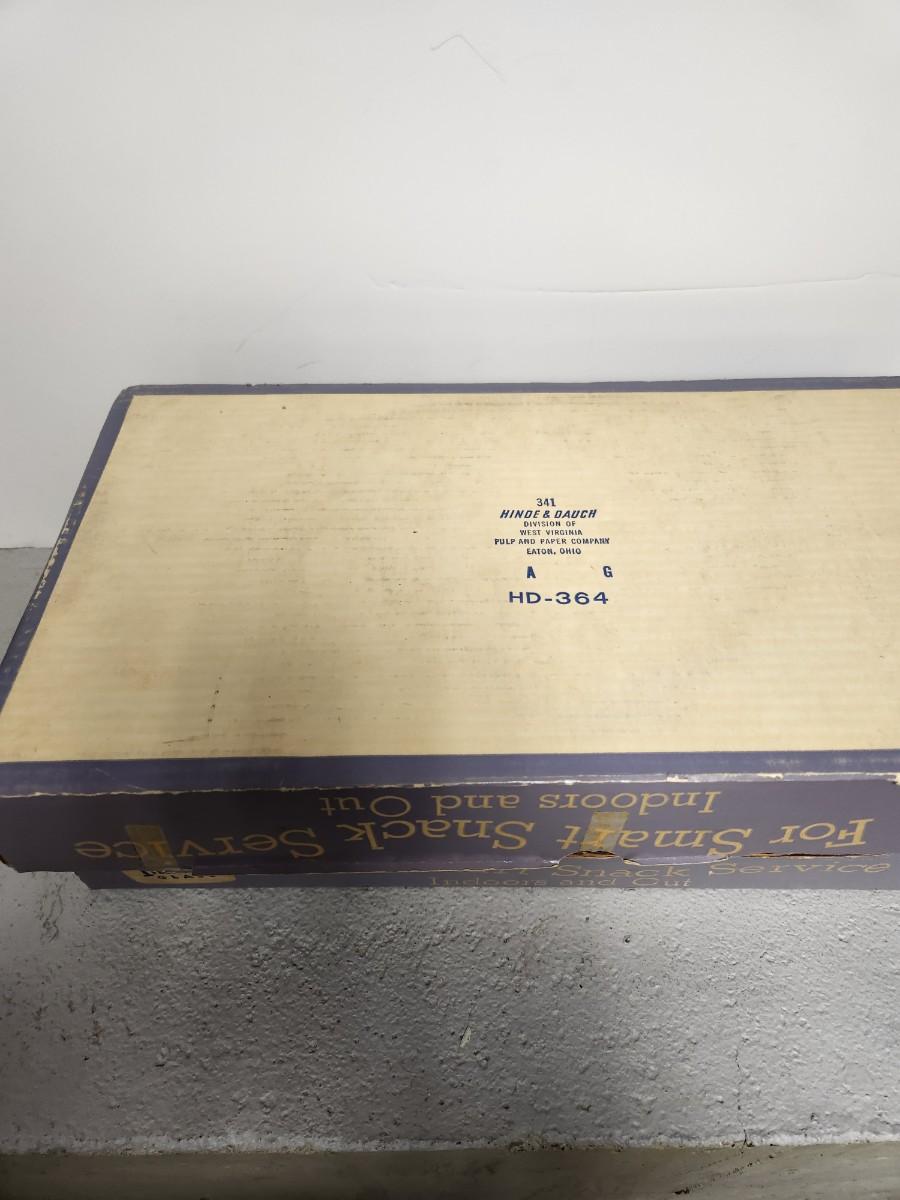 341
HINDE & DAUCH
DIVISION OF
WEST VIRGINIA
PULP AND PAPER COMPANY
EATON, OHIO
A G
HD-364
For Smart Snack Service
Indoors and Out
Snack Service
Indoors and Out